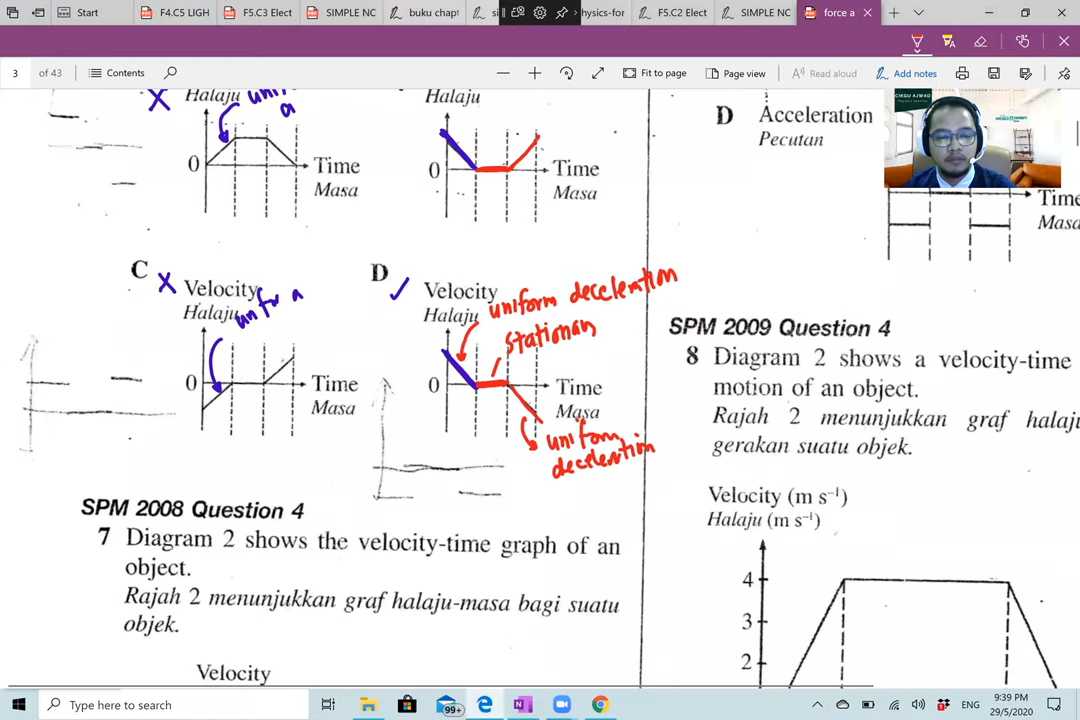 F4.C5 LIGH
Start
F5.C3 Elect
SIMPLE NC
buku chapt
si
hysics-for
F5.C2 Elect
SIMPLE NC
force a
3 of 43
Contents
Fit to page
Page view
Read aloud
Add notes
X
Halaju
a
0
Time
Masa
Halaju
0
Time
Masa
D Acceleration
Pecutan
CIKGU AJWAD
Time
Masa
C X Velocity
Halaju
unifo a
0
Time
Masa
D ✓ Velocity
Halaju
uniform deceleration
stationary
0
Time
Masa
uniform
deceleration
SPM 2008 Question 4
7 Diagram 2 shows the velocity-time graph of an
object.
Rajah 2 menunjukkan graf halaju-masa bagi suatu
objek.
Velocity
SPM 2009 Question 4
8 Diagram 2 shows a velocity-time
motion of an object.
Rajah 2 menunjukkan graf halaju
gerakan suatu objek.
Velocity (m s⁻¹)
Halaju (m s⁻¹)
4
3
2
Type here to search
99+
ENG
9:39 PM
29/5/2020